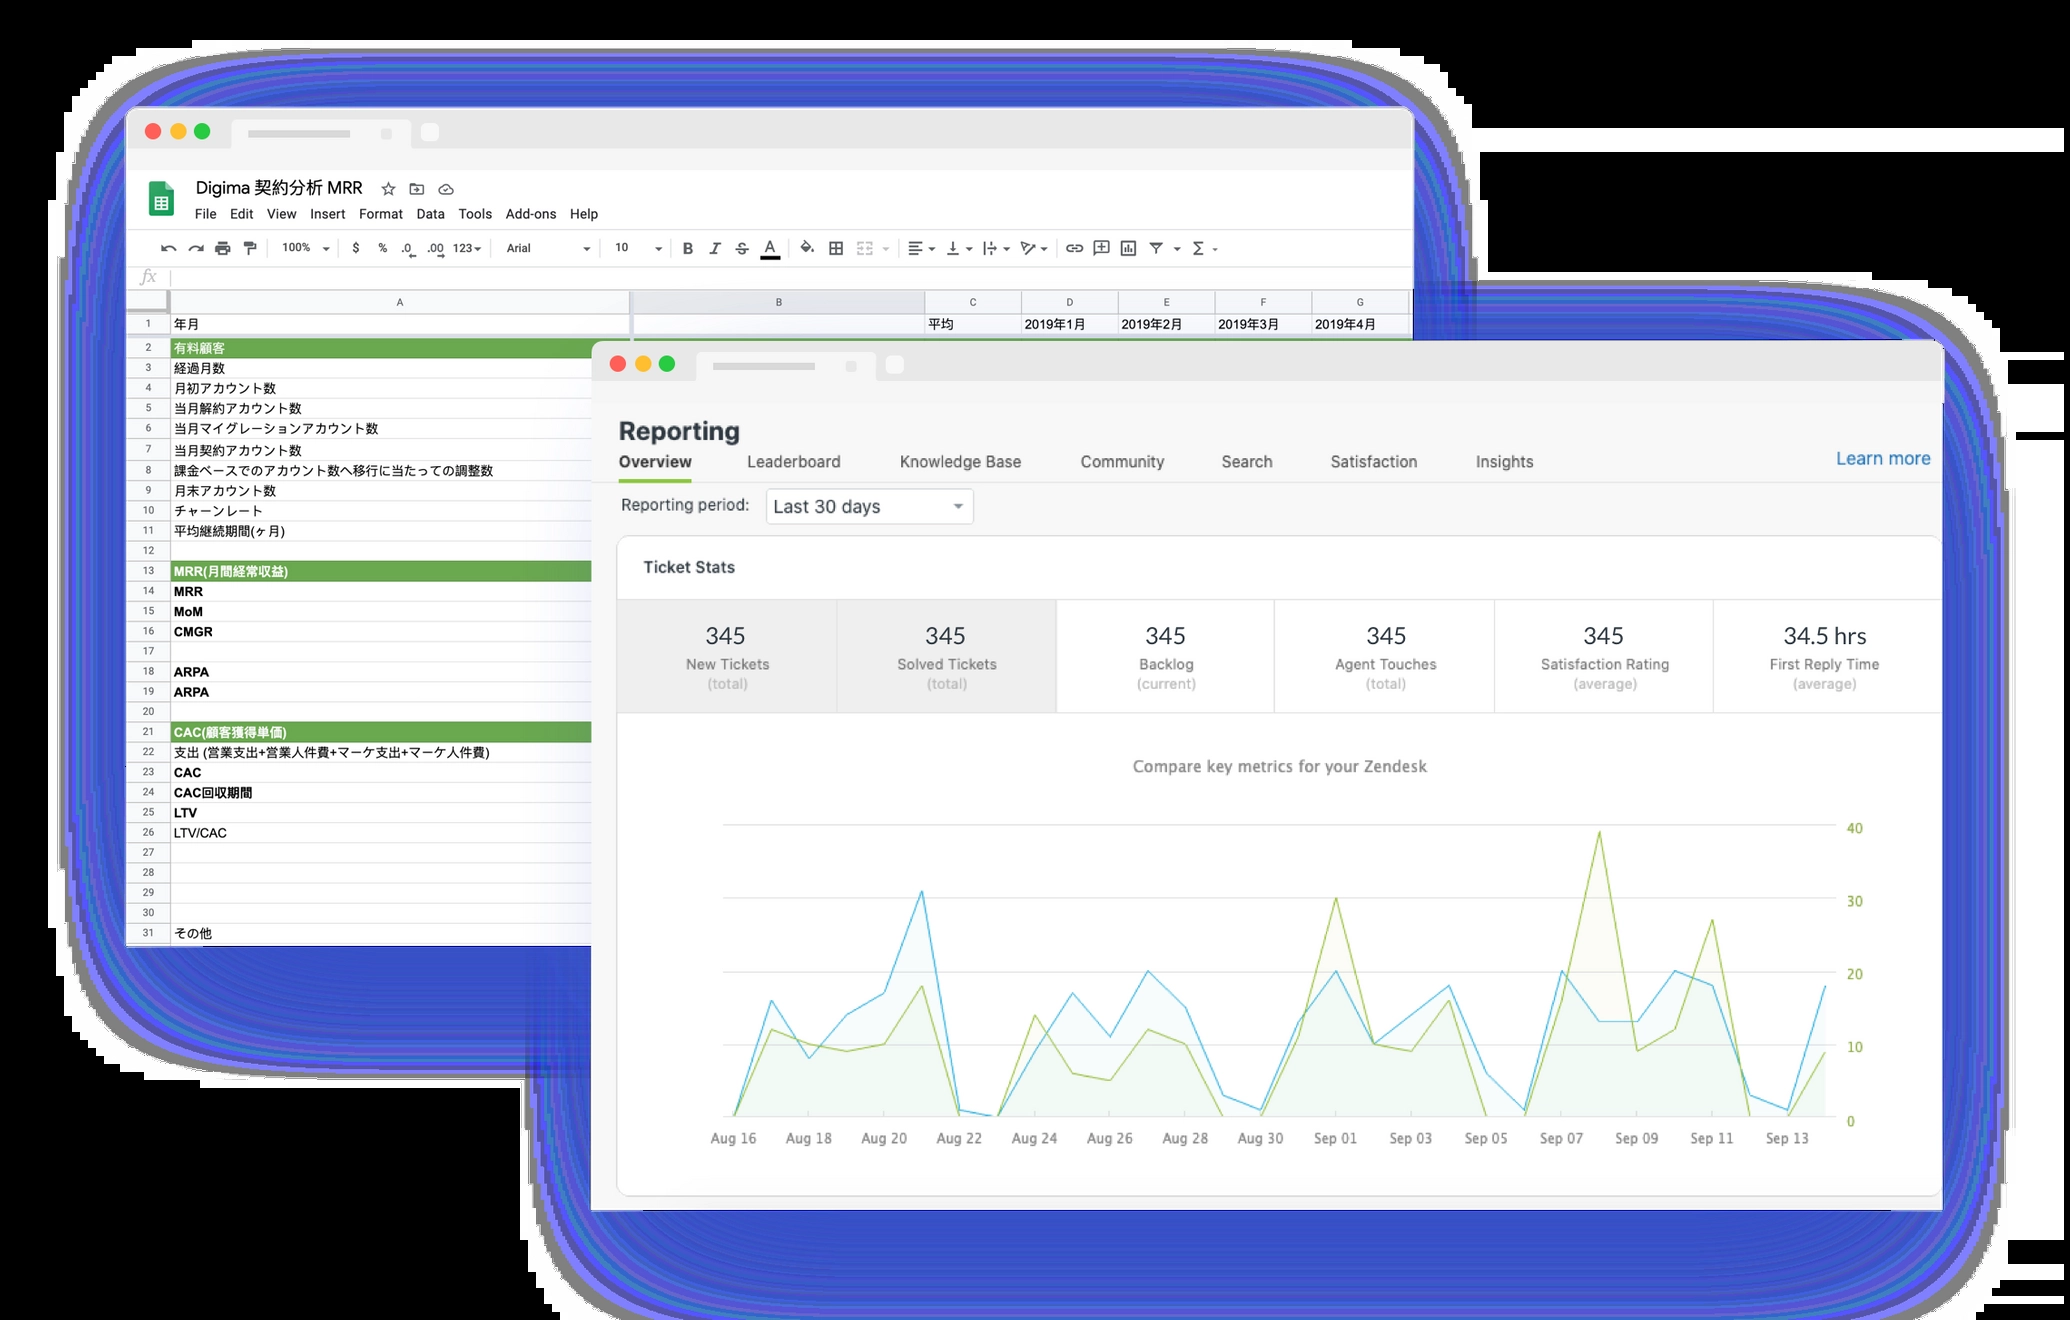 Digima 契約分析 MRR
File Edit View Insert Format Data Tools Add-ons Help
100% $ % .0 .00 123 Arial 10 B I S A Σ
fx
A B C D E F G
1 年月 平均 2019年1月 2019年2月 2019年3月 2019年4月
2 有料顧客
3 経過月数
4 月初アカウント数
5 当月解約アカウント数
6 当月マイグレーションアカウント数
7 当月契約アカウント数
8 課金ベースでのアカウント数へ移行に当たっての調整数
9 月末アカウント数
10 チャーンレート
11 平均継続期間(ヶ月)
12
13 MRR(月間経常収益)
14 MRR
15 MoM
16 CMGR
17
18 ARPA
19 ARPA
20
21 CAC(顧客獲得単価)
22 支出 (営業支出+営業人件費+マーケ支出+マーケ人件費)
23 CAC
24 CAC回収期間
25 LTV
26 LTV/CAC
27
28
29
30
31 その他
Reporting
Overview Leaderboard Knowledge Base Community Search Satisfaction Insights Learn more
Reporting period: Last 30 days
Ticket Stats
345 345 345 345 345 34.5 hrs
New Tickets Solved Tickets Backlog Agent Touches Satisfaction Rating First Reply Time
(total) (total) (current) (total) (average) (average)
Compare key metrics for your Zendesk
40
30
20
10
0
Aug 16 Aug 18 Aug 20 Aug 22 Aug 24 Aug 26 Aug 28 Aug 30 Sep 01 Sep 03 Sep 05 Sep 07 Sep 09 Sep 11 Sep 13